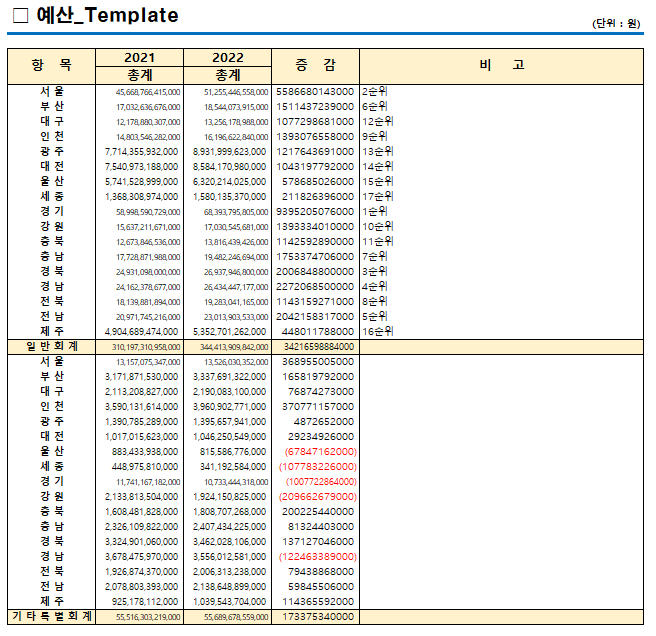 □ 예산_Template
(단위 : 원)
항 목 2021 2022 증 감 비 고
총계 총계
서 울 45,668,766,415,000 51,255,446,558,000 5586680143000 2순위
부 산 17,032,636,676,000 18,544,073,915,000 1511437239000 6순위
대 구 12,178,880,307,000 13,256,178,988,000 1077298681000 12순위
인 천 14,803,546,282,000 16,196,622,840,000 1393076558000 9순위
광 주 7,714,355,932,000 8,931,999,623,000 1217643691000 13순위
대 전 7,540,973,188,000 8,584,170,980,000 1043197792000 14순위
울 산 5,741,528,999,000 6,320,214,025,000 578685026000 15순위
세 종 1,368,308,974,000 1,580,135,370,000 211826396000 17순위
경 기 58,998,590,729,000 68,393,795,805,000 9395205076000 1순위
강 원 15,637,211,671,000 17,030,545,681,000 1393334010000 10순위
충 북 12,673,846,536,000 13,816,439,426,000 1142592890000 11순위
충 남 17,728,871,988,000 19,482,246,694,000 1753374706000 7순위
경 북 24,931,098,000,000 26,937,946,800,000 2006848800000 3순위
경 남 24,162,378,677,000 26,434,447,177,000 2272068500000 4순위
전 북 18,139,881,894,000 19,283,041,165,000 1143159271000 8순위
전 남 20,971,745,216,000 23,013,903,533,000 2042158317000 5순위
제 주 4,904,689,474,000 5,352,701,262,000 448011788000 16순위
일 반 회 계 310,197,310,958,000 344,413,909,842,000 34216598884000
서 울 13,157,075,347,000 13,526,030,352,000 368955005000
부 산 3,171,871,530,000 3,337,691,322,000 165819792000
대 구 2,113,208,827,000 2,190,083,100,000 76874273000
인 천 3,590,131,614,000 3,960,902,771,000 370771157000
광 주 1,390,785,289,000 1,395,657,941,000 4872652000
대 전 1,017,015,623,000 1,046,250,549,000 29234926000
울 산 883,433,938,000 815,586,776,000 (67847162000)
세 종 448,975,810,000 341,192,584,000 (107783226000)
경 기 11,741,167,182,000 10,733,444,318,000 (1007722864000)
강 원 2,133,813,504,000 1,924,150,825,000 (209662679000)
충 북 1,608,481,828,000 1,808,707,268,000 200225440000
충 남 2,326,109,822,000 2,407,434,225,000 81324403000
경 북 3,324,901,060,000 3,462,028,106,000 137127046000
경 남 3,678,475,970,000 3,556,012,581,000 (122463389000)
전 북 1,926,874,370,000 2,006,313,238,000 79438868000
전 남 2,078,803,393,000 2,138,648,899,000 59845506000
제 주 925,178,112,000 1,039,543,704,000 114365592000
기 타 특 별 회 계 55,516,303,219,000 55,689,678,559,000 173375340000